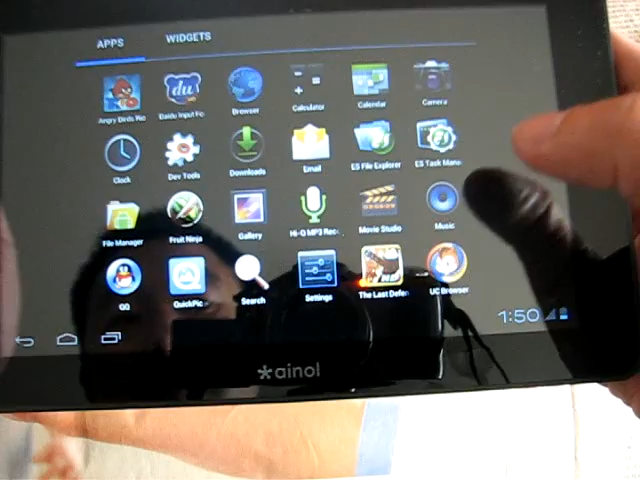 APPS WIDGETS
du
Angry Birds Rio Baidu Input Fo Browser Calculator Calendar Camera
Clock Dev Tools Downloads Email ES File Explorer ES Task Mana
File Manager Fruit Ninja Gallery Hi-Q MP3 Rec Movie Studio Music
QQ QuickPic Search Settings The Last Defen UC Browser
1:50
ainol